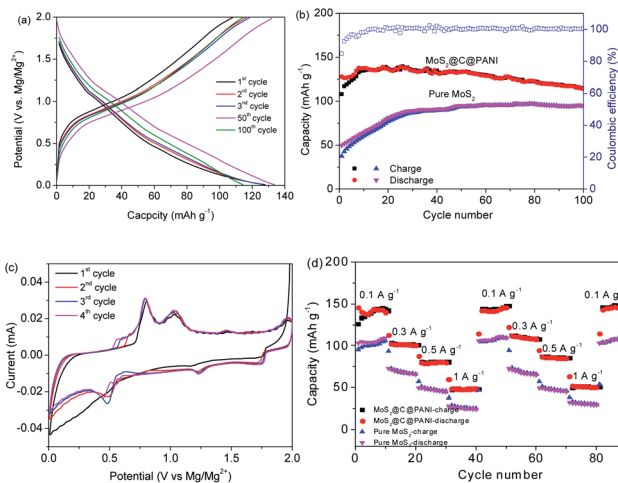 (a)
Potential (V vs. Mg/Mg²⁺)
2.0
1.6
1.2
0.8
0.4
0.0
1ˢᵗ cycle
2ʳᵈ cycle
3ⁿᵈ cycle
50ᵗʰ cycle
100ᵗʰ cycle
0 20 40 60 80 100 120 140
Cacpcity (mAh g⁻¹)
(b)
Capacity (mAh g⁻¹)
200
150
100
50
0
MoS₂@C@PANI
Pure MoS₂
Charge
Discharge
100
80
60
40
20
0
Coulombic efficiency (%)
0 20 40 60 80 100
Cycle number
(c)
Current (mA)
0.04
0.02
0.00
-0.02
-0.04
1ˢᵗ cycle
2ⁿᵈ cycle
3ʳᵈ cycle
4ᵗʰ cycle
0.0 0.5 1.0 1.5 2.0
Potential (V vs Mg/Mg²⁺)
(d)
Capacity (mAh g⁻¹)
200
150
100
50
0
0.1 A g⁻¹
0.3 A g⁻¹
0.5 A g⁻¹
1 A g⁻¹
0.1 A g⁻¹
0.3 A g⁻¹
0.5 A g⁻¹
1 A g⁻¹
0.1 A g⁻¹
MoS₂@C@PANI-charge
MoS₂@C@PANI-discharge
Pure MoS₂-charge
Pure MoS₂-discharge
0 20 40 60 80
Cycle number